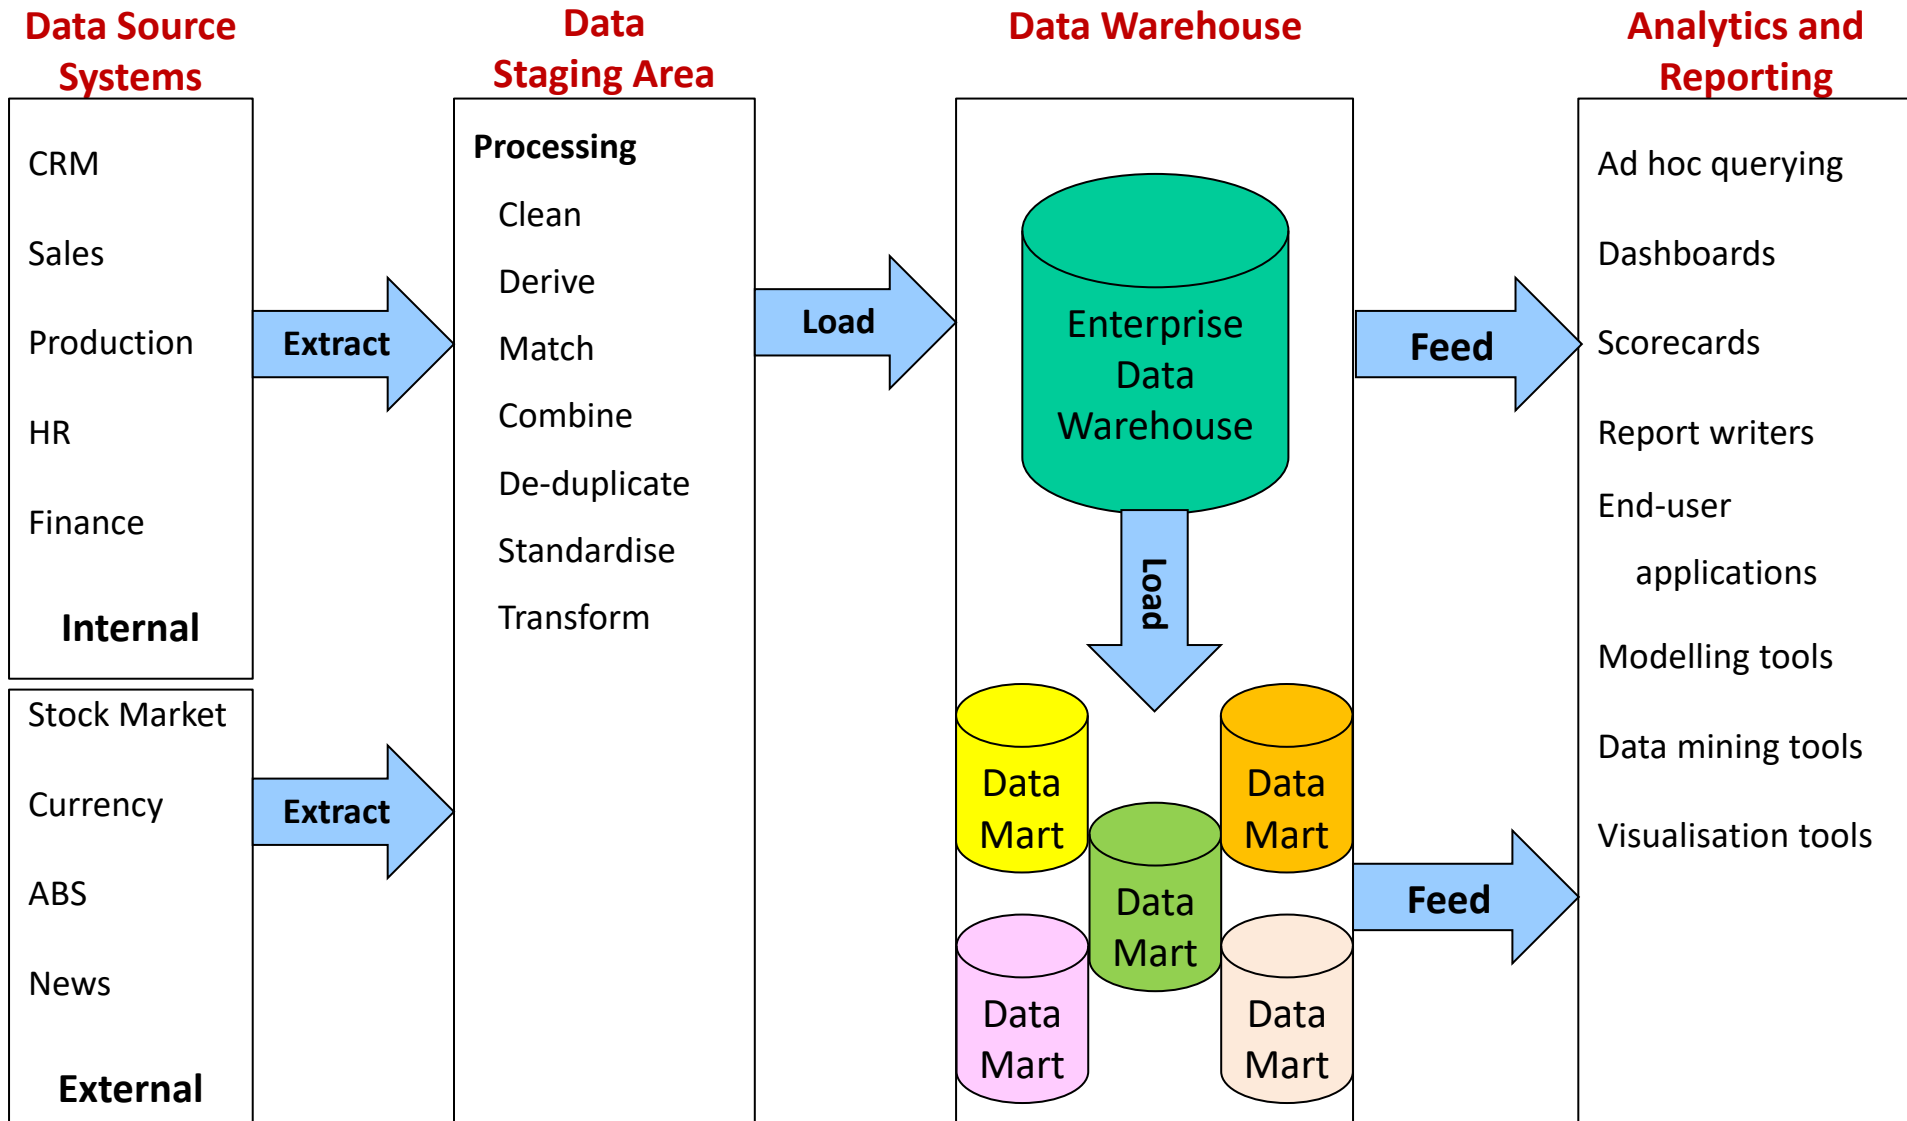 Data Source
Systems
CRM
Sales
Production
HR
Finance
Internal
Stock Market
Currency
ABS
News
External
Extract
Extract
Data
Staging Area
Processing
Clean
Derive
Match
Combine
De-duplicate
Standardise
Transform
Load
Data Warehouse
Enterprise
Data
Warehouse
Load
Data
Mart
Data
Mart
Data
Mart
Data
Mart
Data
Mart
Feed
Feed
Analytics and
Reporting
Ad hoc querying
Dashboards
Scorecards
Report writers
End-user
applications
Modelling tools
Data mining tools
Visualisation tools